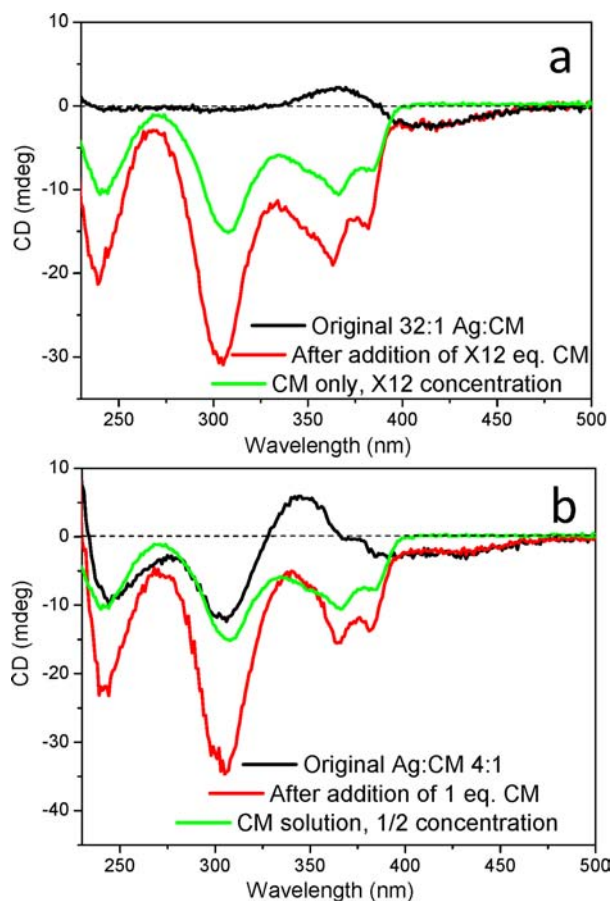 10
a
0
CD (mdeg)
-10
-20
Original 32:1 Ag:CM
-30
After addition of X12 eq. CM
CM only, X12 concentration
250 300 350 400 450 500
Wavelength (nm)
10
b
0
CD (mdeg)
-10
-20
-30
Original Ag:CM 4:1
After addition of 1 eq. CM
-40
CM solution, 1/2 concentration
250 300 350 400 450 500
Wavelength (nm)